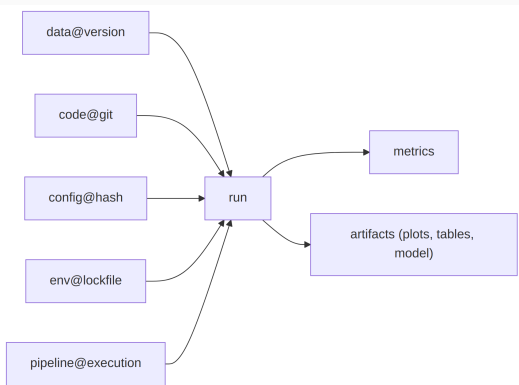 data@version
code@git
config@hash
env@lockfile
pipeline@execution
run
metrics
artifacts (plots, tables,
model)